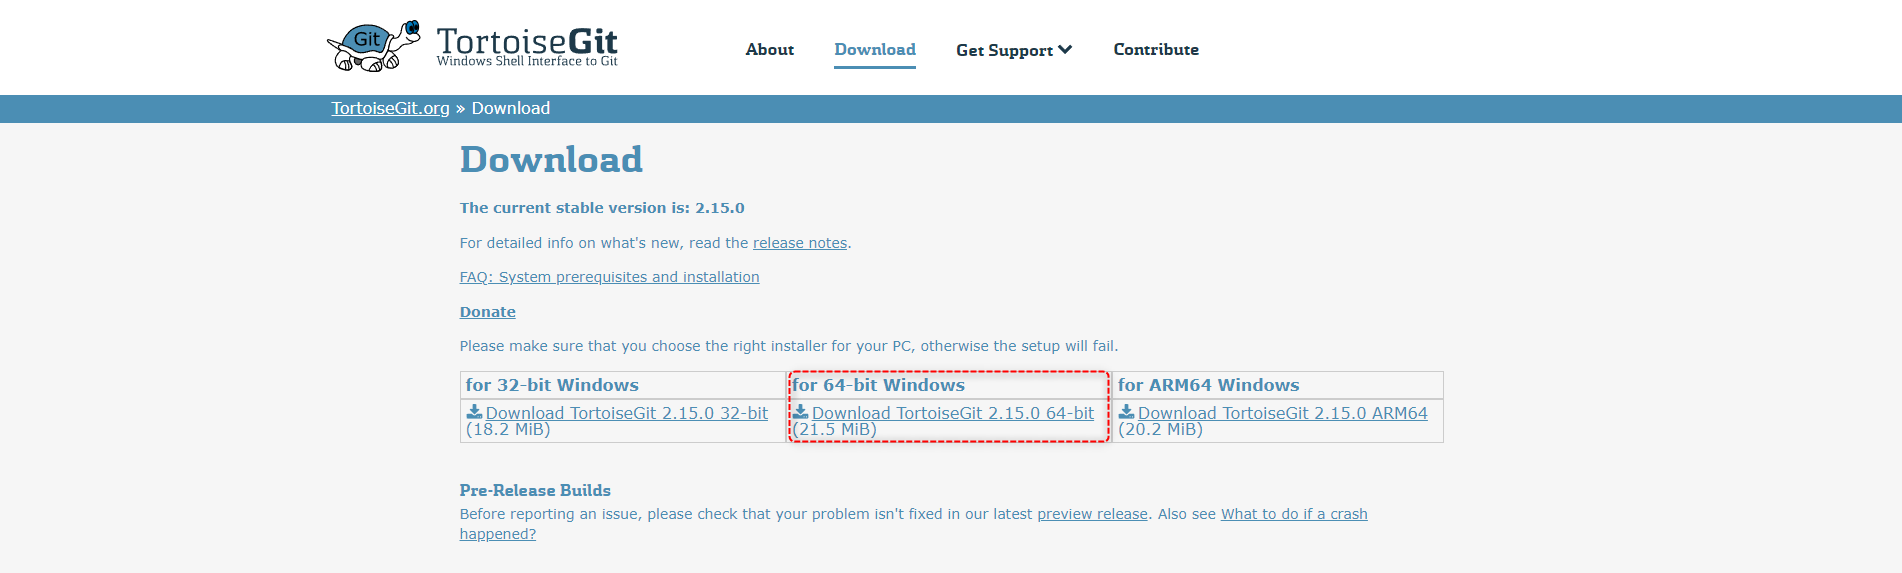 Git
TortoiseGit
Windows Shell Interface to Git
About
Download
Get Support
Contribute
TortoiseGit.org » Download
Download
The current stable version is: 2.15.0
For detailed info on what's new, read the release notes.
FAQ: System prerequisites and installation
Donate
Please make sure that you choose the right installer for your PC, otherwise the setup will fail.
for 32-bit Windows
for 64-bit Windows
for ARM64 Windows
Download TortoiseGit 2.15.0 32-bit
(18.2 MiB)
Download TortoiseGit 2.15.0 64-bit
(21.5 MiB)
Download TortoiseGit 2.15.0 ARM64
(20.2 MiB)
Pre-Release Builds
Before reporting an issue, please check that your problem isn't fixed in our latest preview release. Also see What to do if a crash
happened?